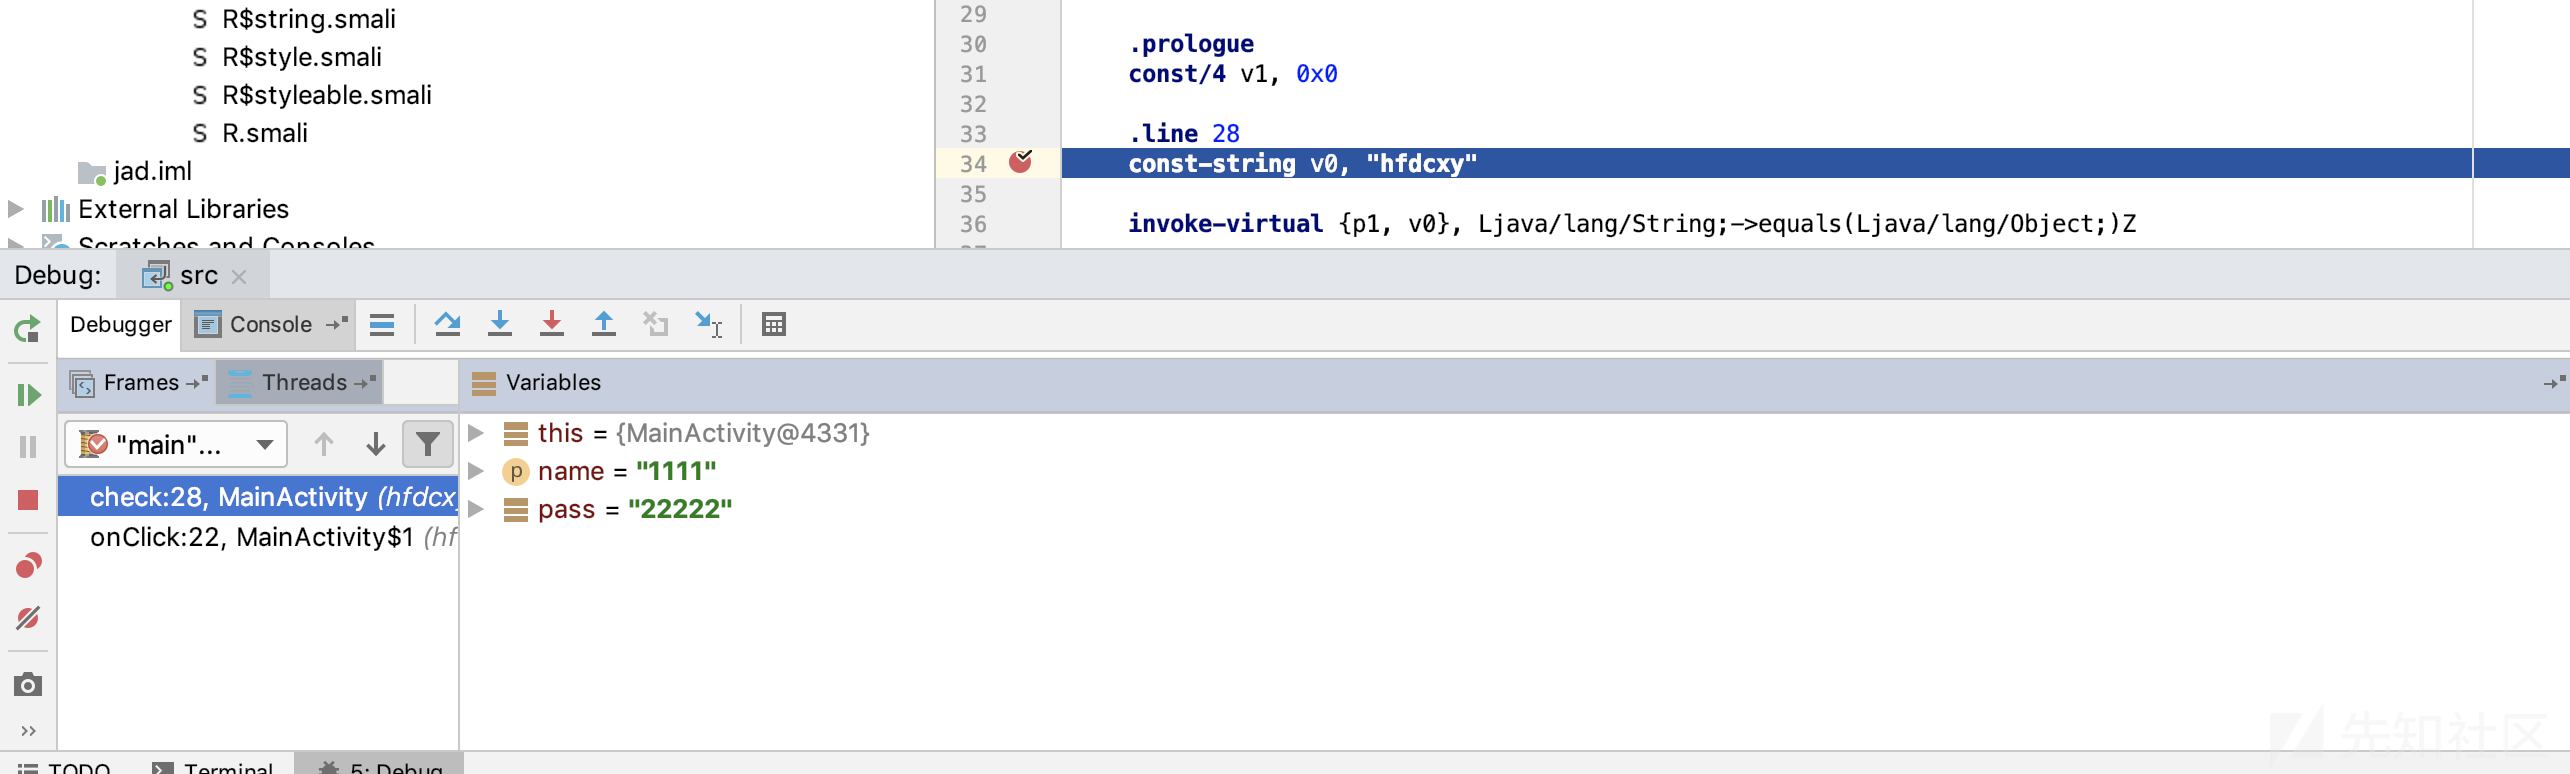 R$string.smali
R$style.smali
R$styleable.smali
R.smali
jad.iml
External Libraries
Scratches and Consoles
29
30 .prologue
31 const/4 v1, 0x0
32
33 .line 28
34 const-string v0, "hfdcxy"
35
36 invoke-virtual {p1, v0}, Ljava/lang/String;->equals(Ljava/lang/Object;)Z
37
Debug: src
Debugger Console
Frames Threads Variables
"main"...
check:28, MainActivity (hfdcx
onClick:22, MainActivity$1 (hf
this = {MainActivity@4331}
p name = "1111"
pass = "22222"
TODO Terminal 5: Debug
先知社区